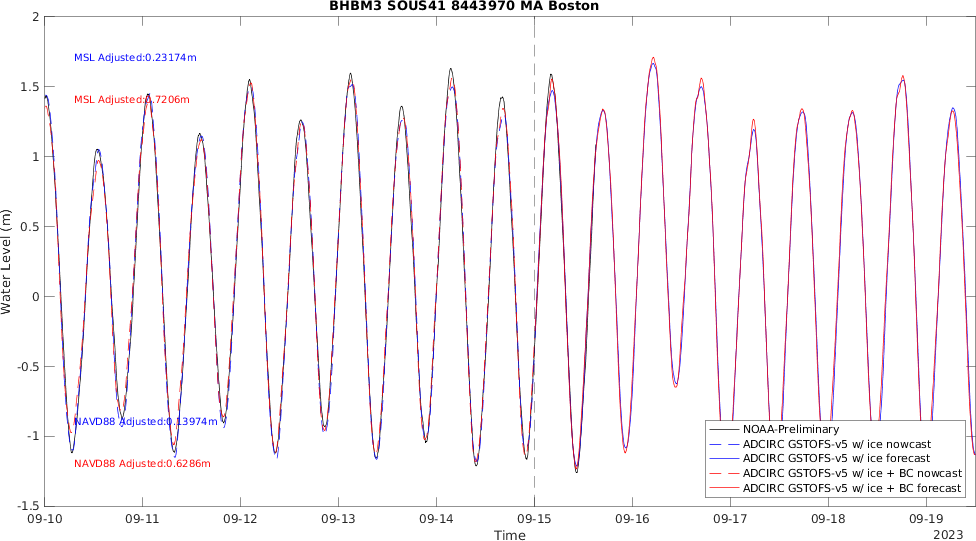 BHBM3 SOUS41 8443970 MA Boston
2
1.5
1
0.5
0
-0.5
-1
-1.5
Water Level (m)
MSL Adjusted:0.23174m
MSL Adjusted:1.7206m
NAVD88 Adjusted:0.13974m
NAVD88 Adjusted:0.6286m
NOAA-Preliminary
ADCIRC GSTOFS-v5 w/ ice nowcast
ADCIRC GSTOFS-v5 w/ ice forecast
ADCIRC GSTOFS-v5 w/ ice + BC nowcast
ADCIRC GSTOFS-v5 w/ ice + BC forecast
09-10 09-11 09-12 09-13 09-14 09-15 09-16 09-17 09-18 09-19
Time
2023